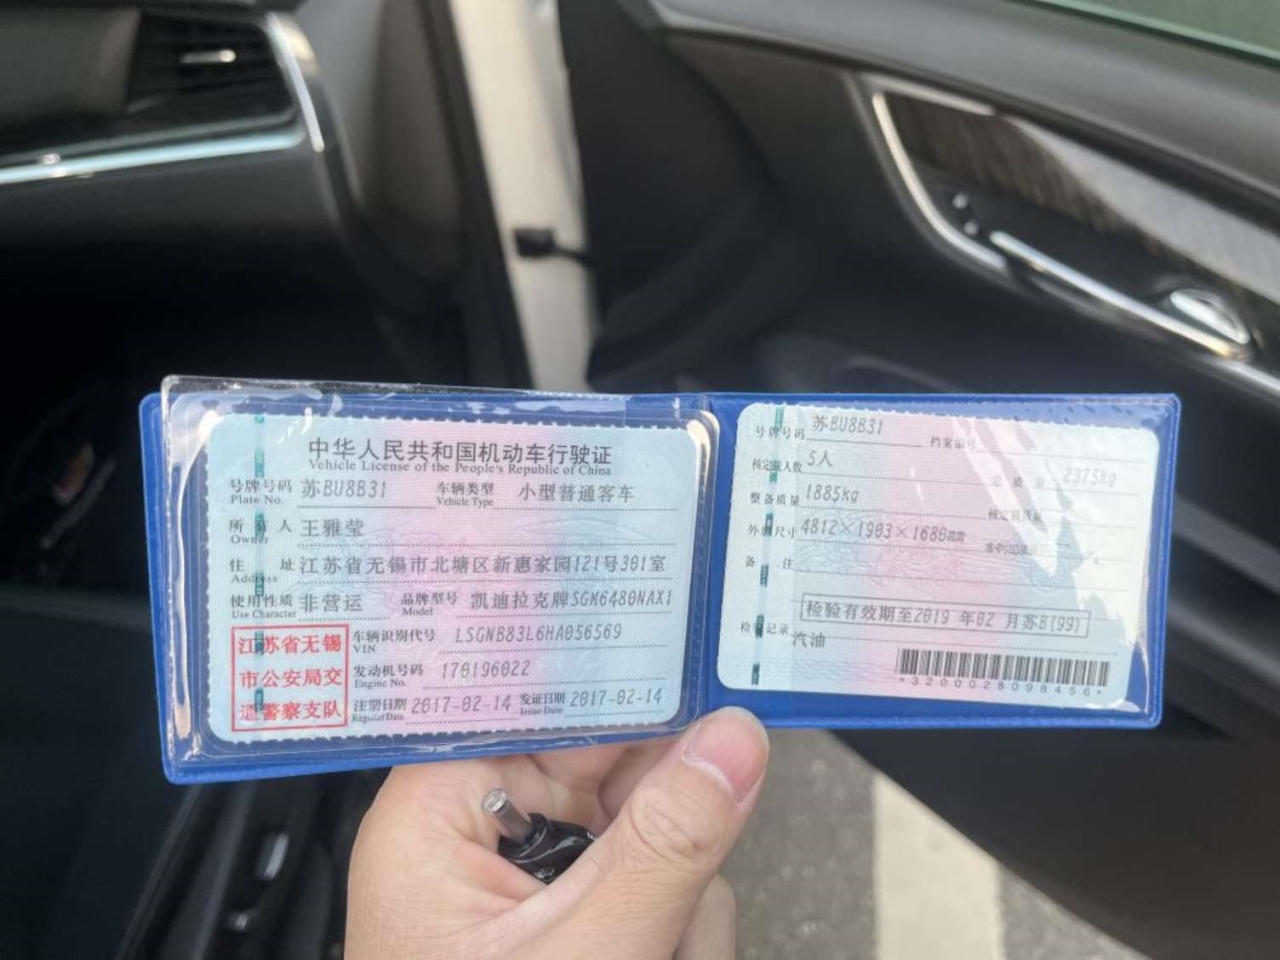 中华人民共和国机动车行驶证
Vehicle License of the People's Republic of China
号牌号码 苏BU8B31 车辆类型 小型普通客车
Plate No. Vehicle Type
所有人 王雅莹
Owner
住址 江苏省无锡市北塘区新惠家园121号301室
Address
使用性质 非营运 品牌型号 凯迪拉克牌SGM6480NAX1
Use Character Model
江苏省无锡
市公安局交
通警察支队
车辆识别代号 LSGNB83L6HA056569
VIN
发动机号码 170196022
Engine No.
注册日期 2017-02-14 发证日期 2017-02-14
Register Date Issue Date
号牌号码 苏BU8B31 档案编号
核定载人数 5人 总质量 2375kg
整备质量 1885kg 核定载质量
外廓尺寸 4812×1903×1680mm
备注
检验有效期至2019 年02 月苏B(99)
检验记录 汽油
*3200028098456*